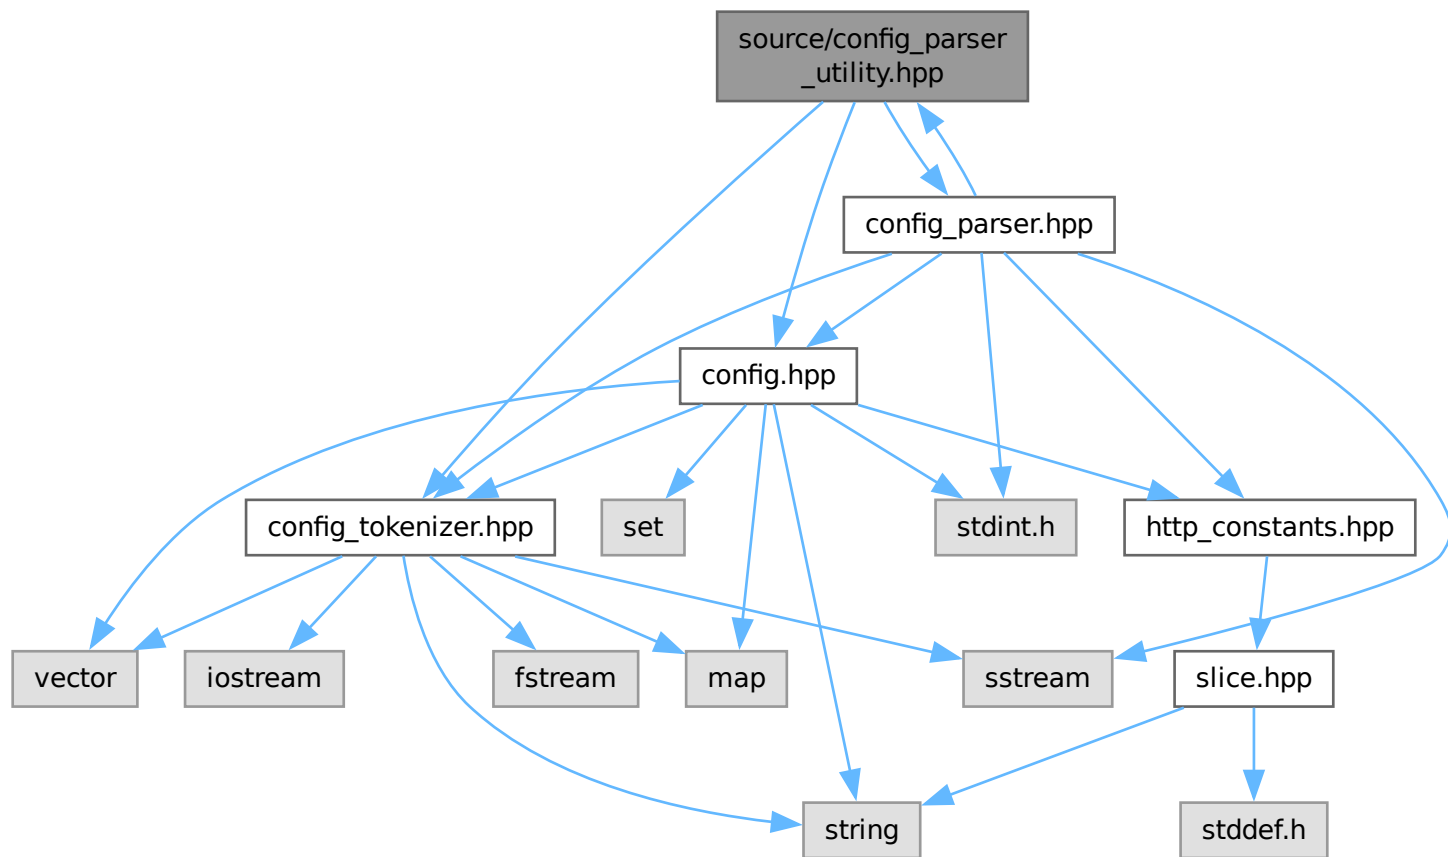 source/config_parser
_utility.hpp
config_parser.hpp
config.hpp
config_tokenizer.hpp
set
stdint.h
http_constants.hpp
vector
iostream
fstream
map
sstream
slice.hpp
string
stddef.h